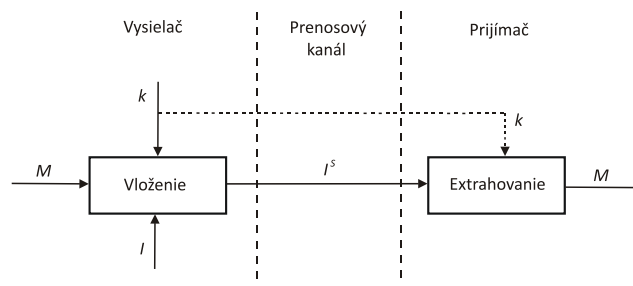 Vysielač
Prenosový
kanál
Prijímač
k
k
M
Vloženie
I^S
Extrahovanie
M
I